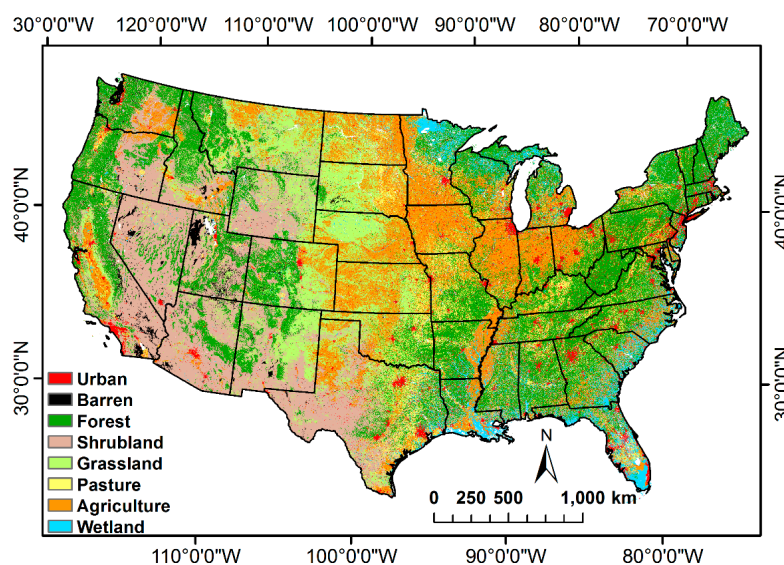 130°0'0"W 120°0'0"W 110°0'0"W 100°0'0"W 90°0'0"W 80°0'0"W 70°0'0"W
40°0'0"N 40°0'0"N
30°0'0"N 30°0'0"N
Urban
Barren
Forest
Shrubland
Grassland
Pasture
Agriculture
Wetland
N
0 250 500 1,000 km
110°0'0"W 100°0'0"W 90°0'0"W 80°0'0"W